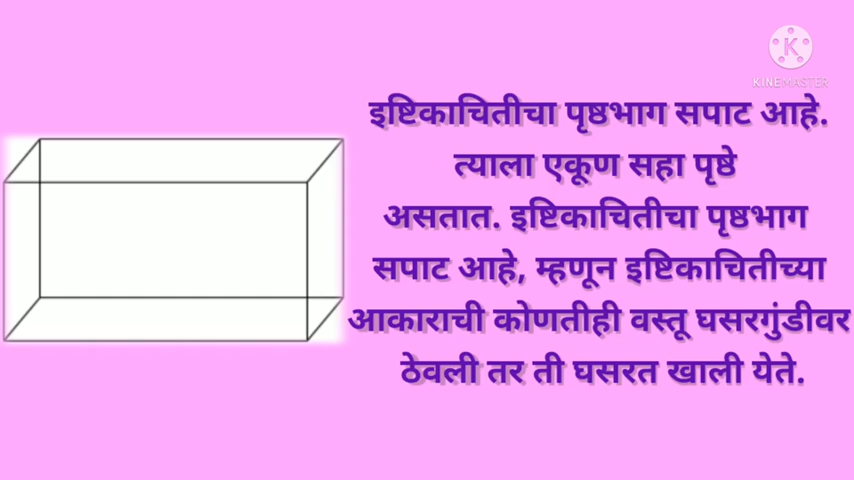 KINEMASTER
इष्टिकाचितीचा पृष्ठभाग सपाट आहे.
त्याला एकूण सहा पृष्ठे
असतात. इष्टिकाचितीचा पृष्ठभाग
सपाट आहे, म्हणून इष्टिकाचितीच्या
आकाराची कोणतीही वस्तू घसरगुंडीवर
ठेवली तर ती घसरत खाली येते.